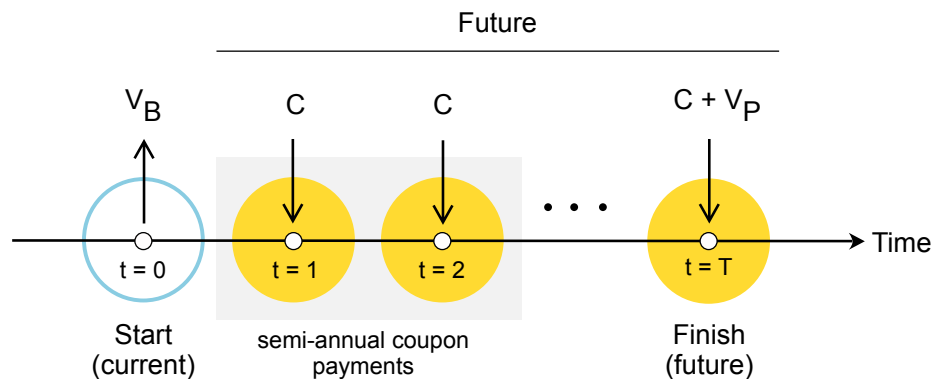 Future
V_B
C
C
C + V_P
• • •
Time
t = 0
t = 1
t = 2
t = T
Start
(current)
semi-annual coupon
payments
Finish
(future)